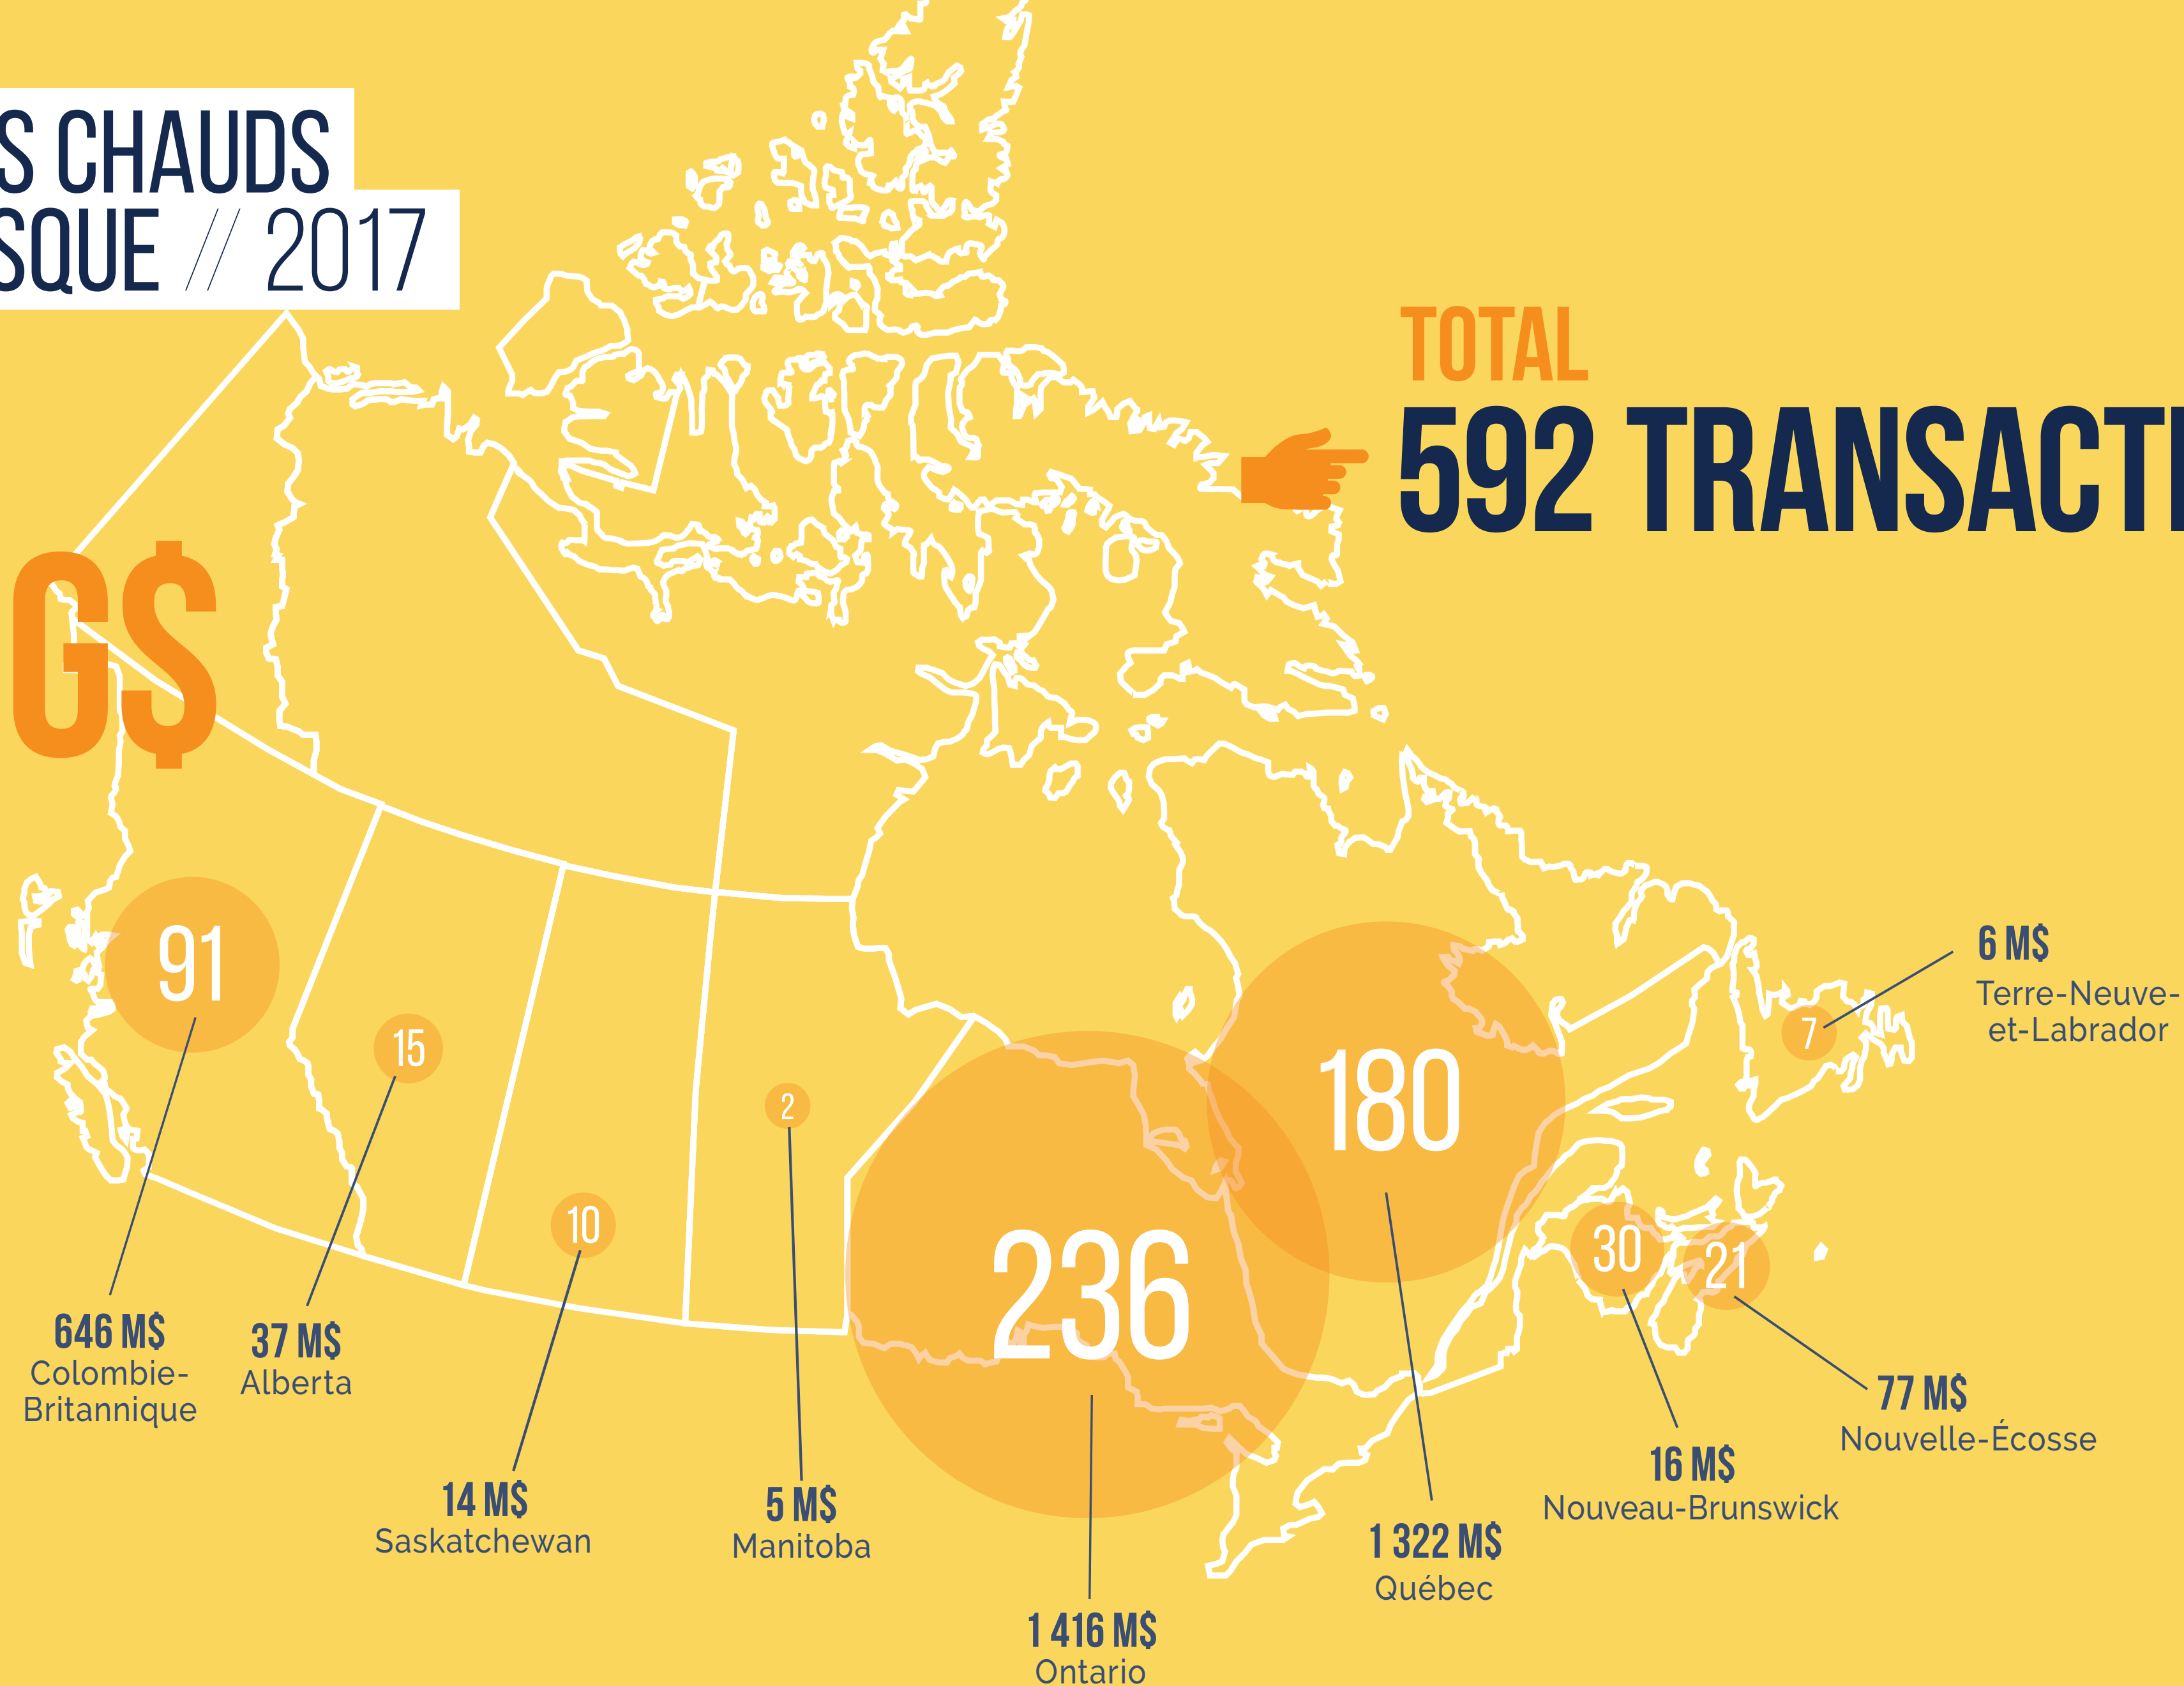 S CHAUDS
SQUE // 2017
TOTAL
592 TRANSACTI
G$
91
15
2
10
236
180
7
30
21
6 M$
Terre-Neuve-
et-Labrador
646 M$
Colombie-
Britannique
37 M$
Alberta
14 M$
Saskatchewan
5 M$
Manitoba
1 416 M$
Ontario
1 322 M$
Québec
16 M$
Nouveau-Brunswick
77 M$
Nouvelle-Écosse